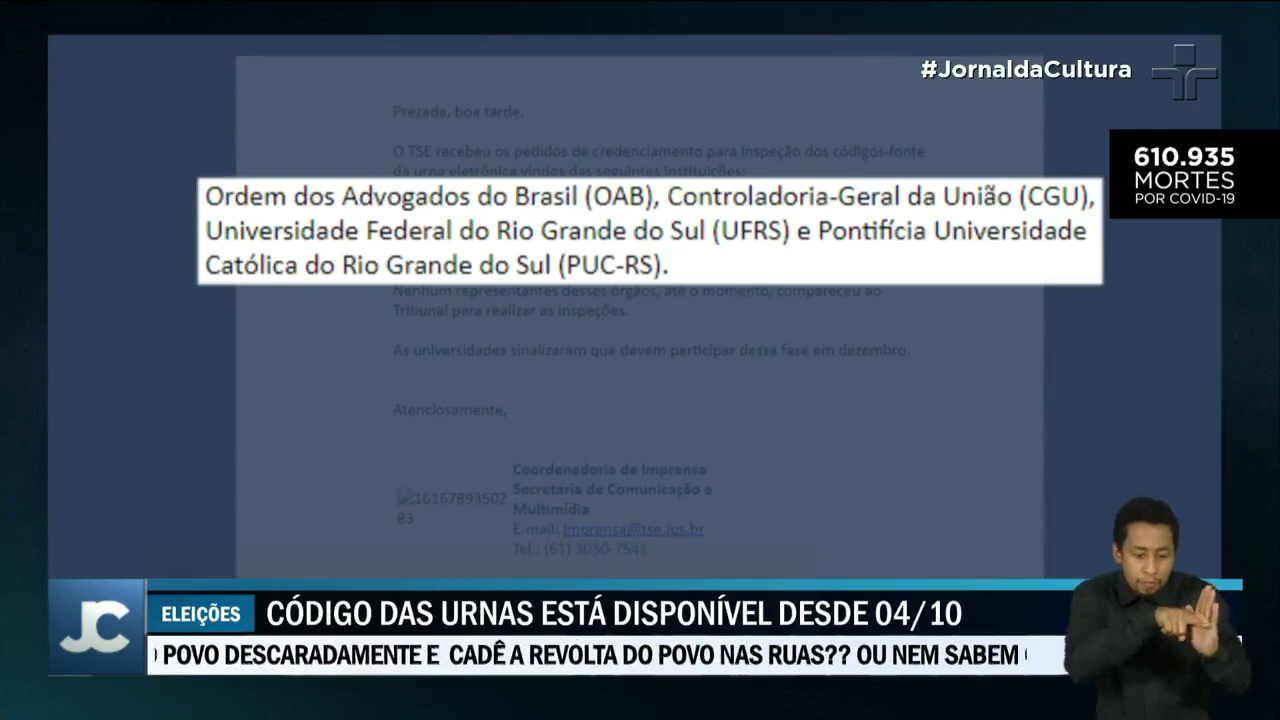 #JornaldaCultura
610.935
MORTES
POR COVID-19
Prezada, boa tarde.
O TSE recebeu os pedidos de credenciamento para inspeção dos códigos-fonte
da urna eletrônica vindos das seguintes instituições:
Ordem dos Advogados do Brasil (OAB), Controladoria-Geral da União (CGU),
Universidade Federal do Rio Grande do Sul (UFRS) e Pontifícia Universidade
Católica do Rio Grande do Sul (PUC-RS).
Nenhum representantes desses órgãos, até o momento, compareceu ao
Tribunal para realizar as inspeções.
As universidades sinalizaram que devem participar dessa fase em dezembro.
Atenciosamente,
1616789350283
Coordenadoria de Imprensa
Secretaria de Comunicação e
Multimídia
E-mail: imprensa@tse.jus.br
Tel.: (61) 3030-7541
JC
ELEIÇÕES
CÓDIGO DAS URNAS ESTÁ DISPONÍVEL DESDE 04/10
POVO DESCARADAMENTE E CADÊ A REVOLTA DO POVO NAS RUAS?? OU NEM SABEM